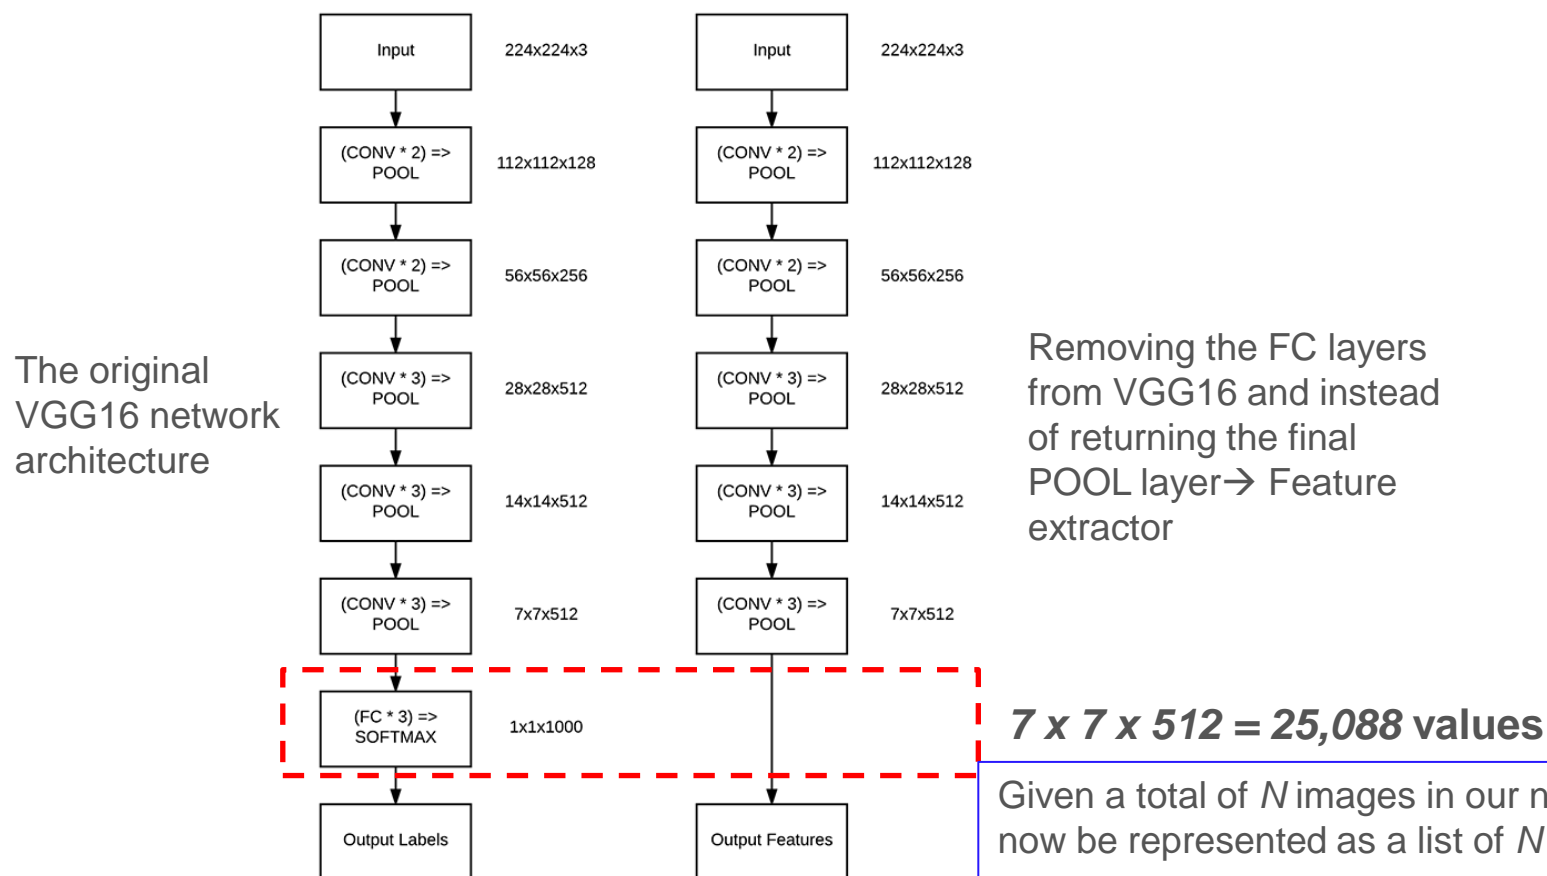 The original
VGG16 network
architecture
Input
224x224x3
(CONV * 2) =>
POOL
112x112x128
(CONV * 2) =>
POOL
56x56x256
(CONV * 3) =>
POOL
28x28x512
(CONV * 3) =>
POOL
14x14x512
(CONV * 3) =>
POOL
7x7x512
(FC * 3) =>
SOFTMAX
1x1x1000
Output Labels
Input
224x224x3
(CONV * 2) =>
POOL
112x112x128
(CONV * 2) =>
POOL
56x56x256
(CONV * 3) =>
POOL
28x28x512
(CONV * 3) =>
POOL
14x14x512
(CONV * 3) =>
POOL
7x7x512
Output Features
Removing the FC layers
from VGG16 and instead
of returning the final
POOL layer→ Feature
extractor
7 x 7 x 512 = 25,088 values
Given a total of N images in our n
now be represented as a list of N